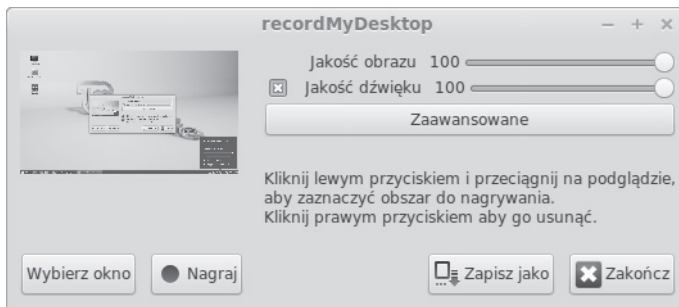 recordMyDesktop
Jakość obrazu 100
Jakość dźwięku 100
Zaawansowane
Kliknij lewym przyciskiem i przeciągnij na podglądzie,
aby zaznaczyć obszar do nagrywania.
Kliknij prawym przyciskiem aby go usunąć.
Wybierz okno
Nagraj
Zapisz jako
Zakończ